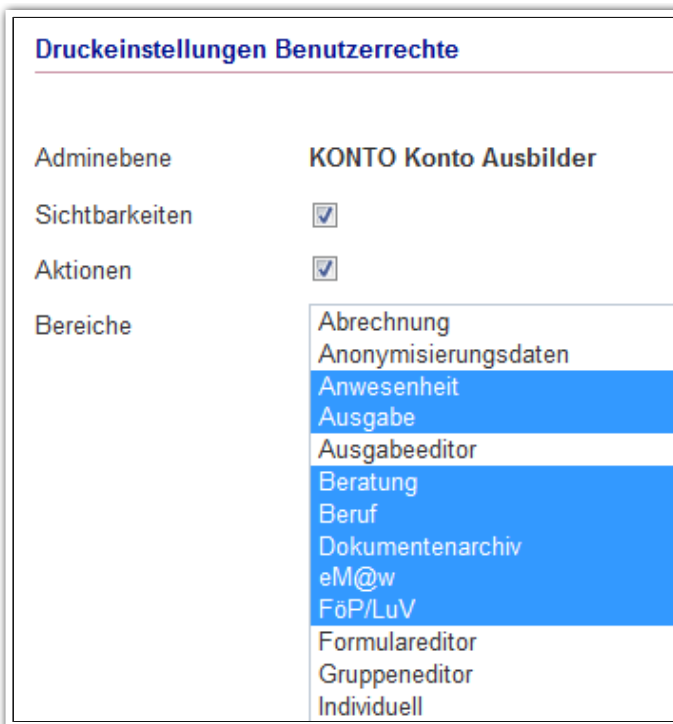 Druckeinstellungen Benutzerrechte
Adminebene KONTO Konto Ausbilder
Sichtbarkeiten
Aktionen
Bereiche Abrechnung
Anonymisierungsdaten
Anwesenheit
Ausgabe
Ausgabeeditor
Beratung
Beruf
Dokumentenarchiv
eM@w
FöP/LuV
Formulareditor
Gruppeneditor
Individuell